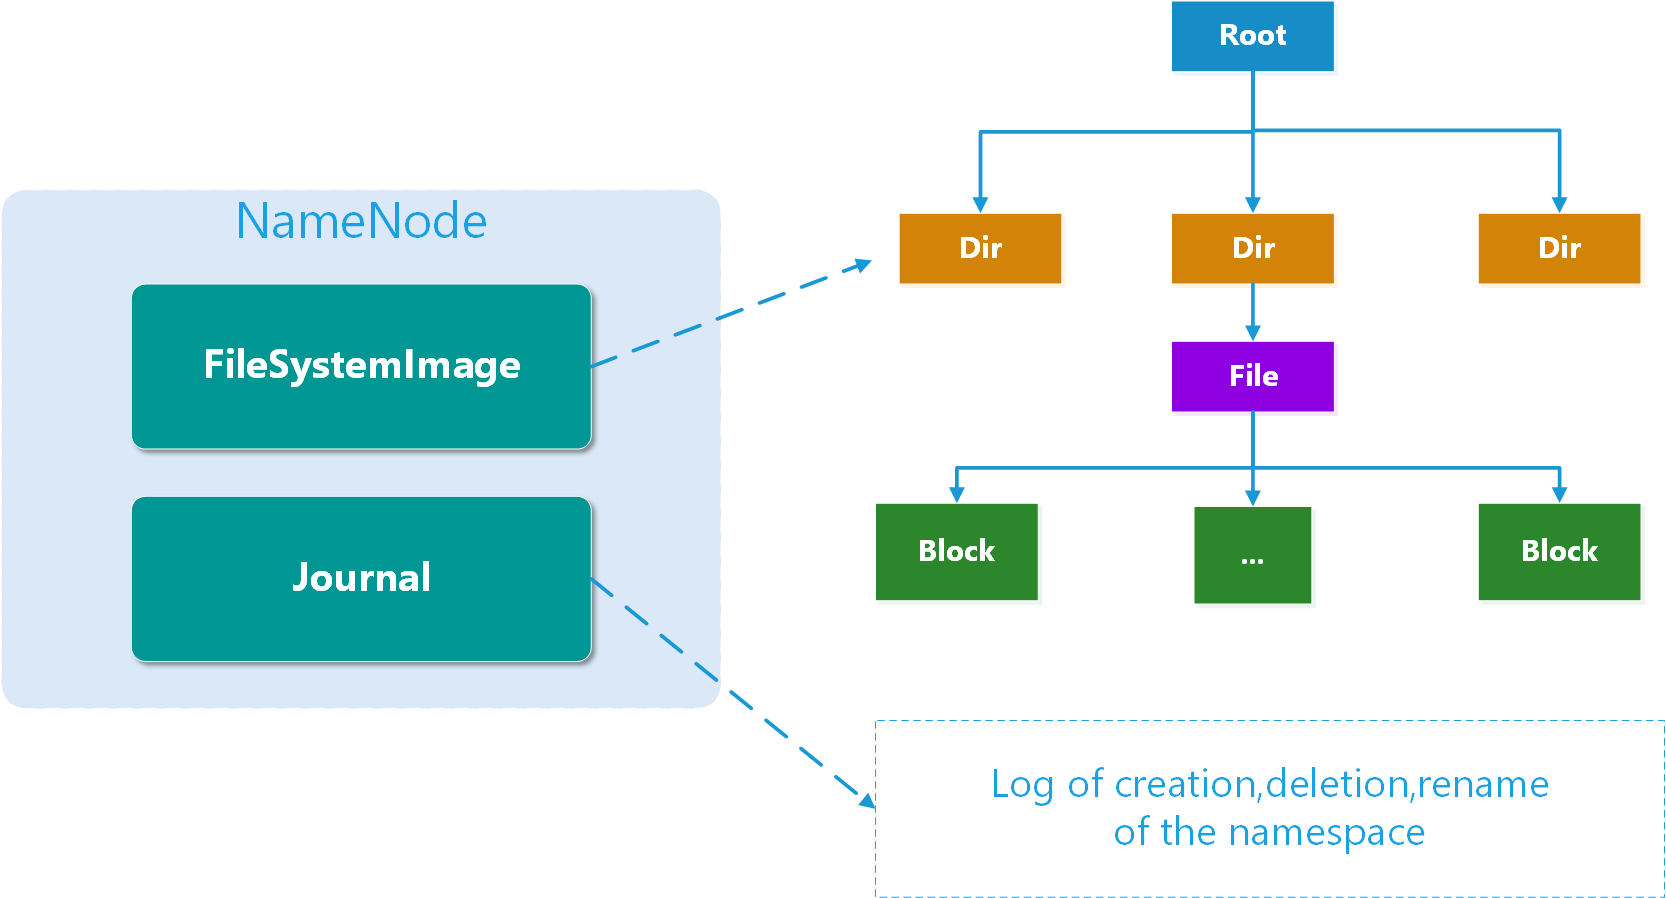 NameNode
FileSystemImage
Journal
Root
Dir
Dir
Dir
File
Block
...
Block
Log of creation,deletion,rename
of the namespace